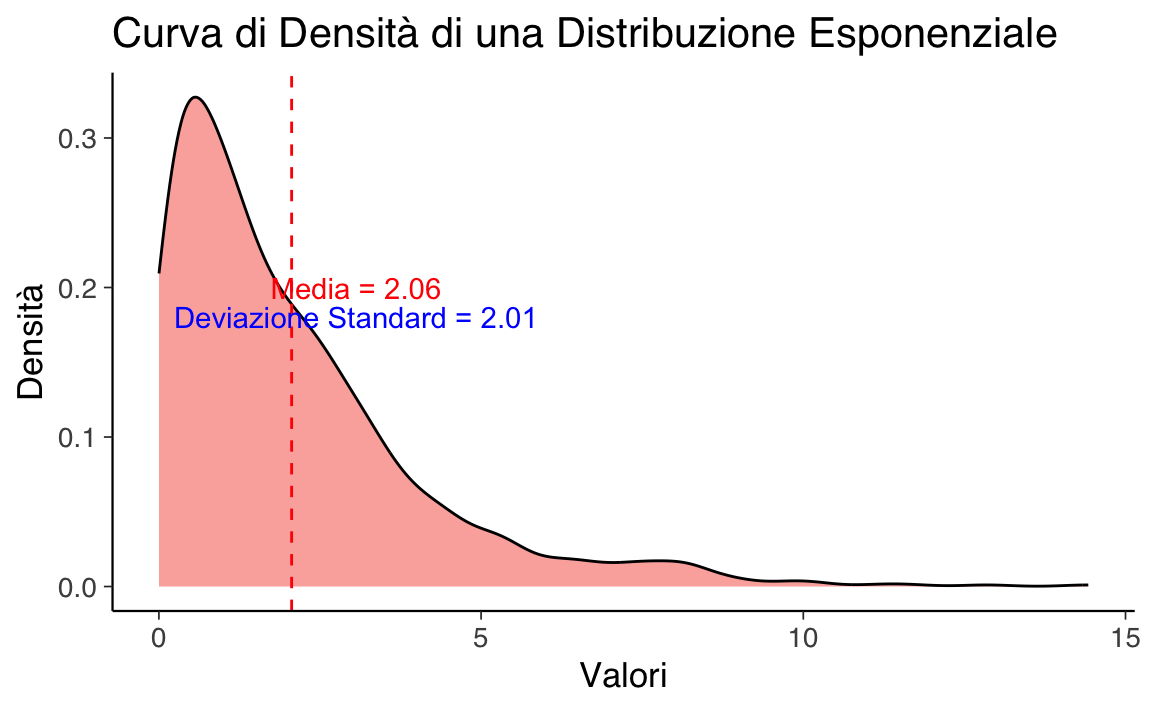 Curva di Densità di una Distribuzione Esponenziale
Densità
0.3
0.2
0.1
0.0
Media = 2.06
Deviazione Standard = 2.01
0
5
10
15
Valori